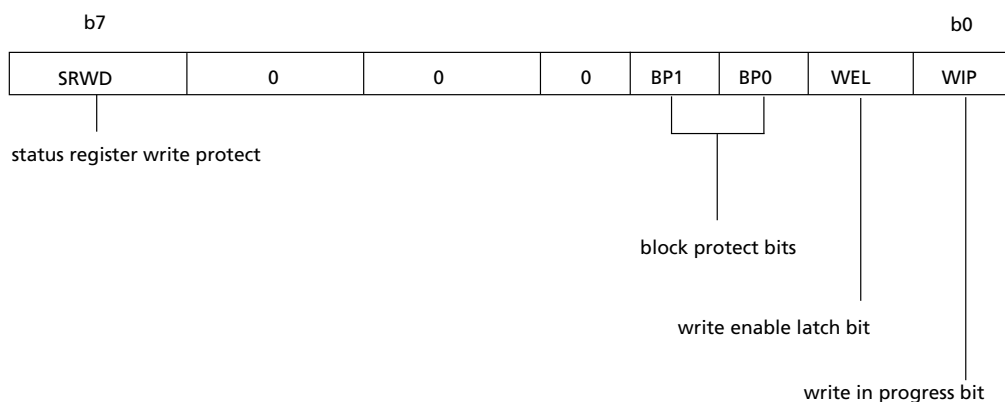 b7 b0
SRWD 0 0 0 BP1 BP0 WEL WIP
status register write protect
block protect bits
write enable latch bit
write in progress bit